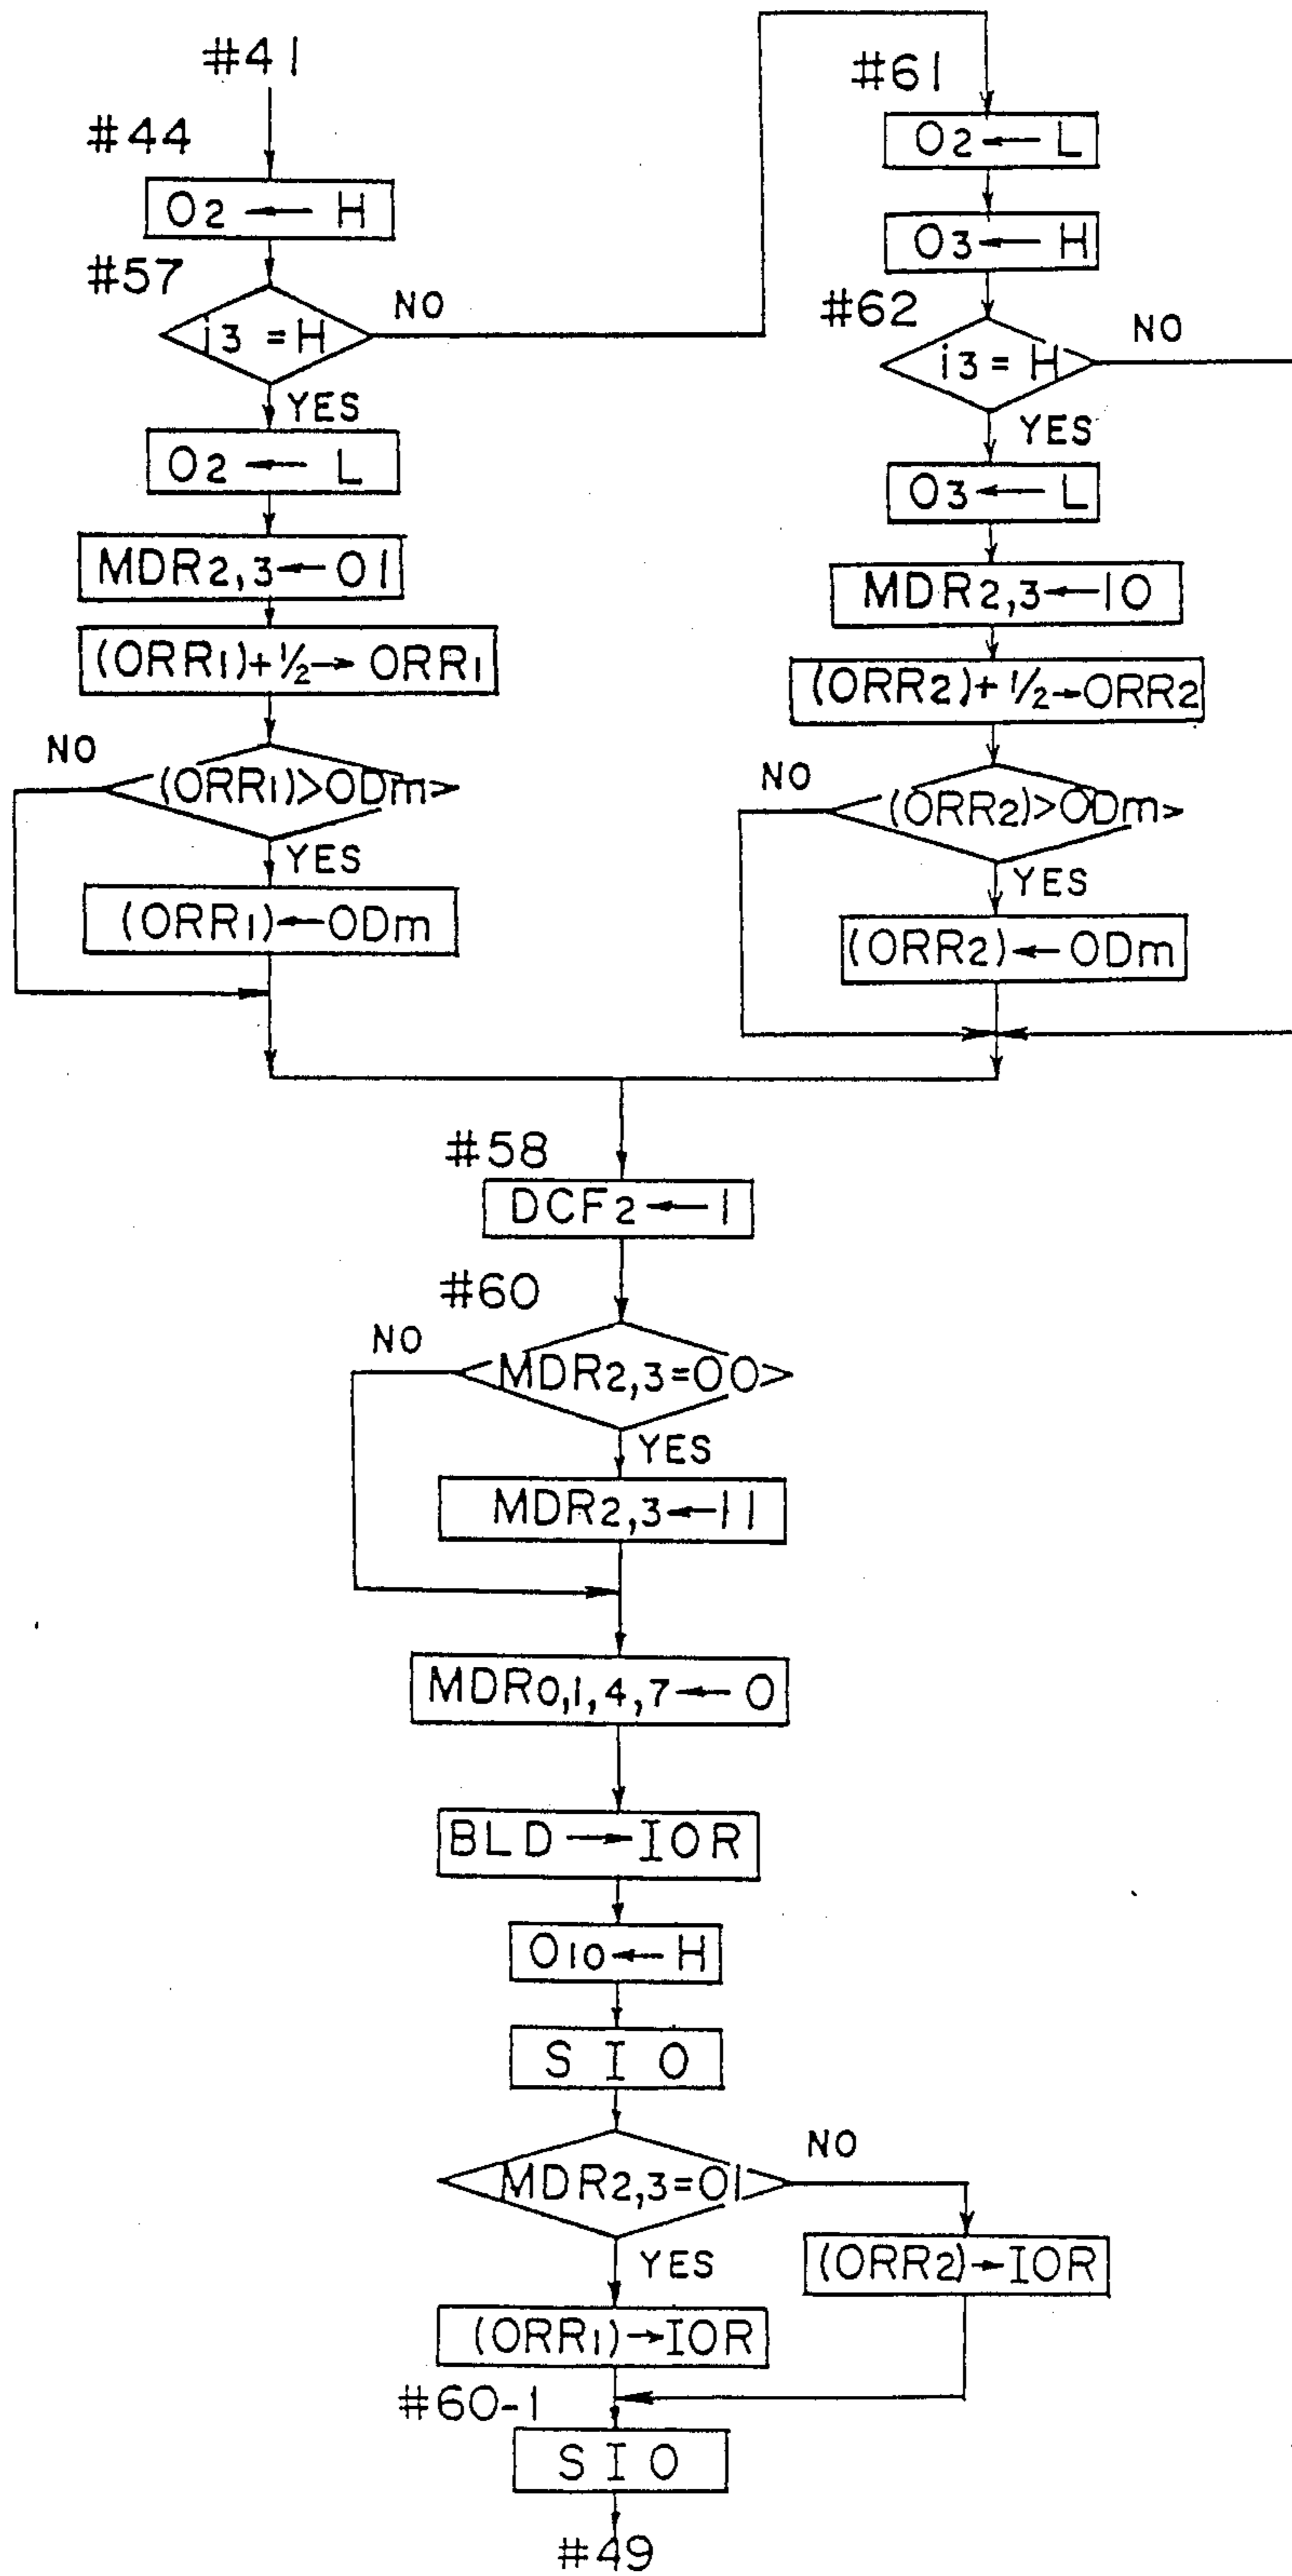 #41
#44
O2 ← H
#57
i3 = H
NO
YES
O2 ← L
MDR2,3 ← 01
(ORR1)+½→ ORR1
(ORR1)>ODm
NO
YES
(ORR1)←ODm
#61
O2 ← L
O3 ← H
#62
i3 = H
NO
YES
O3 ← L
MDR2,3 ← 10
(ORR2)+½→ORR2
(ORR2)>ODm
NO
YES
(ORR2)←ODm
#58
DCF2 ← 1
#60
MDR2,3=00
NO
YES
MDR2,3 ← 11
MDR0,1,4,7 ← 0
BLD → IOR
O10 ← H
SIO
MDR2,3=01
NO
YES
(ORR2)→IOR
(ORR1)→IOR
#60-1
SIO
#49